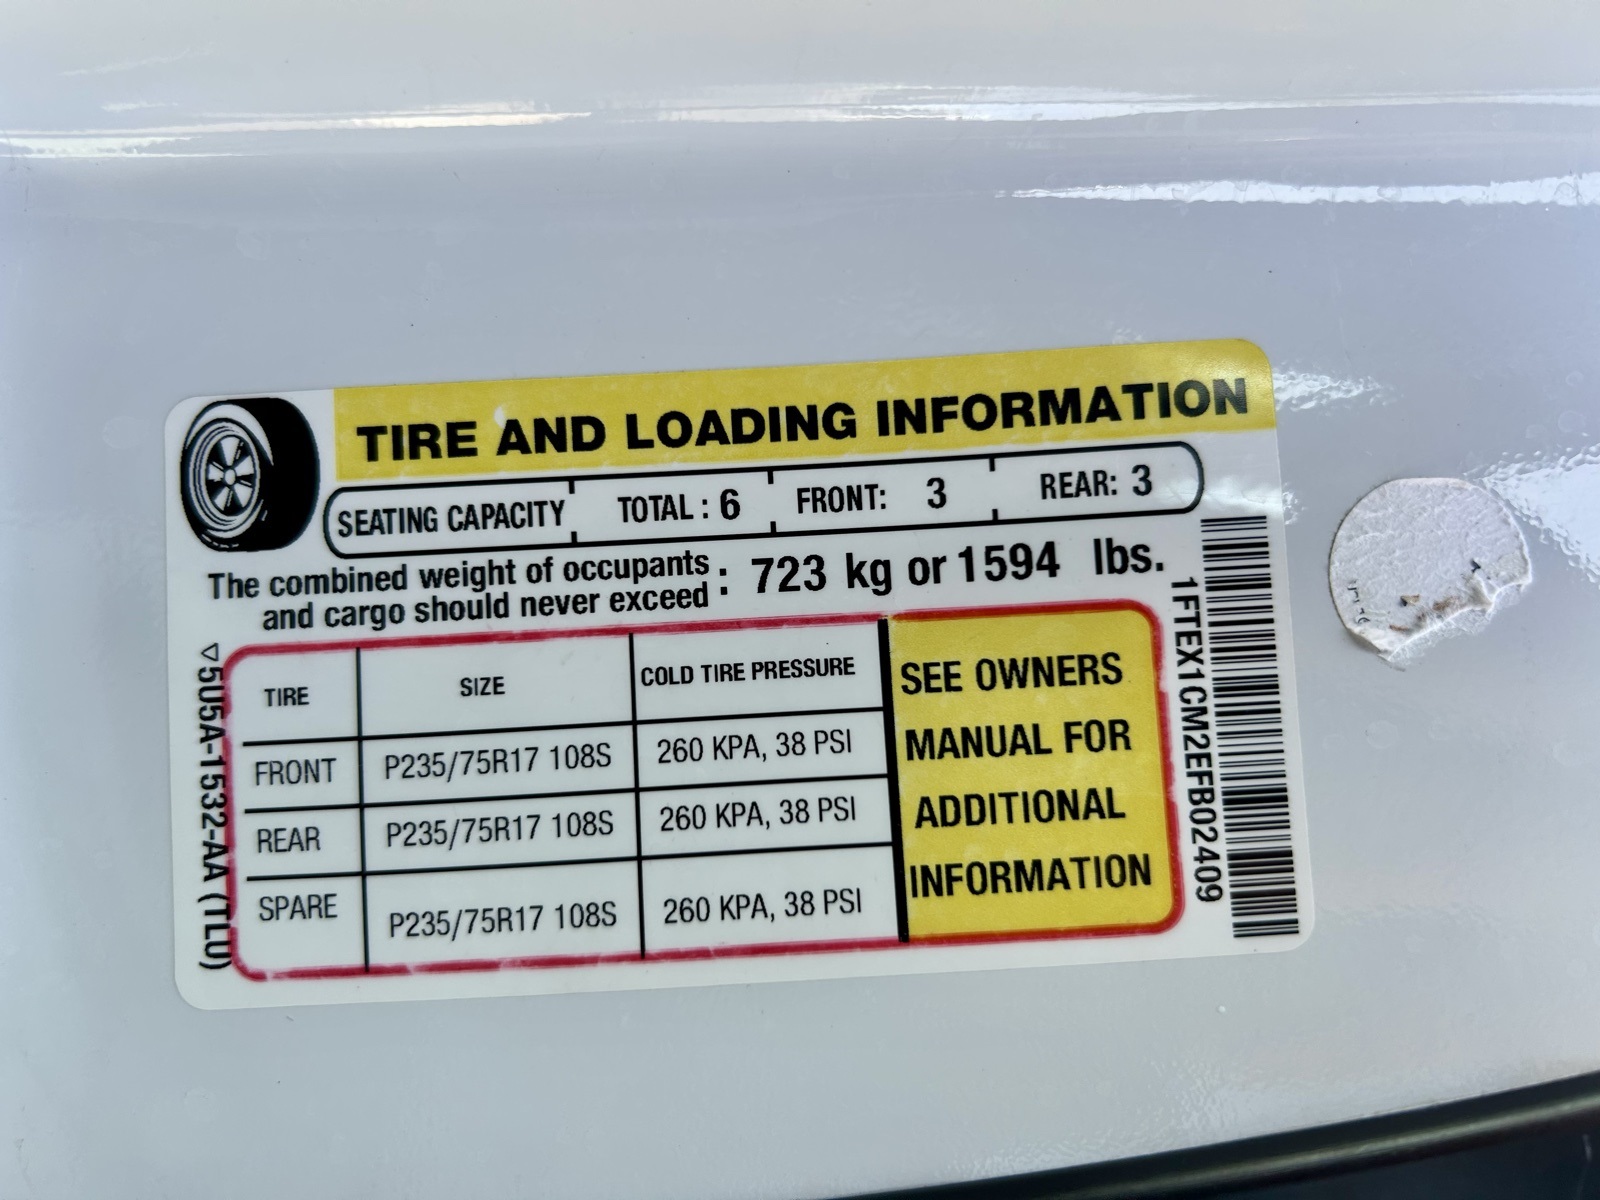 TIRE AND LOADING INFORMATION
SEATING CAPACITY TOTAL : 6 FRONT: 3 REAR: 3
The combined weight of occupants
and cargo should never exceed : 723 kg or 1594 lbs.
TIRE SIZE COLD TIRE PRESSURE
FRONT P235/75R17 108S 260 KPA, 38 PSI
REAR P235/75R17 108S 260 KPA, 38 PSI
SPARE P235/75R17 108S 260 KPA, 38 PSI
SEE OWNERS
MANUAL FOR
ADDITIONAL
INFORMATION
▽5U5A-1532-AA (TLU)
1FTEX1CM2EFB02409